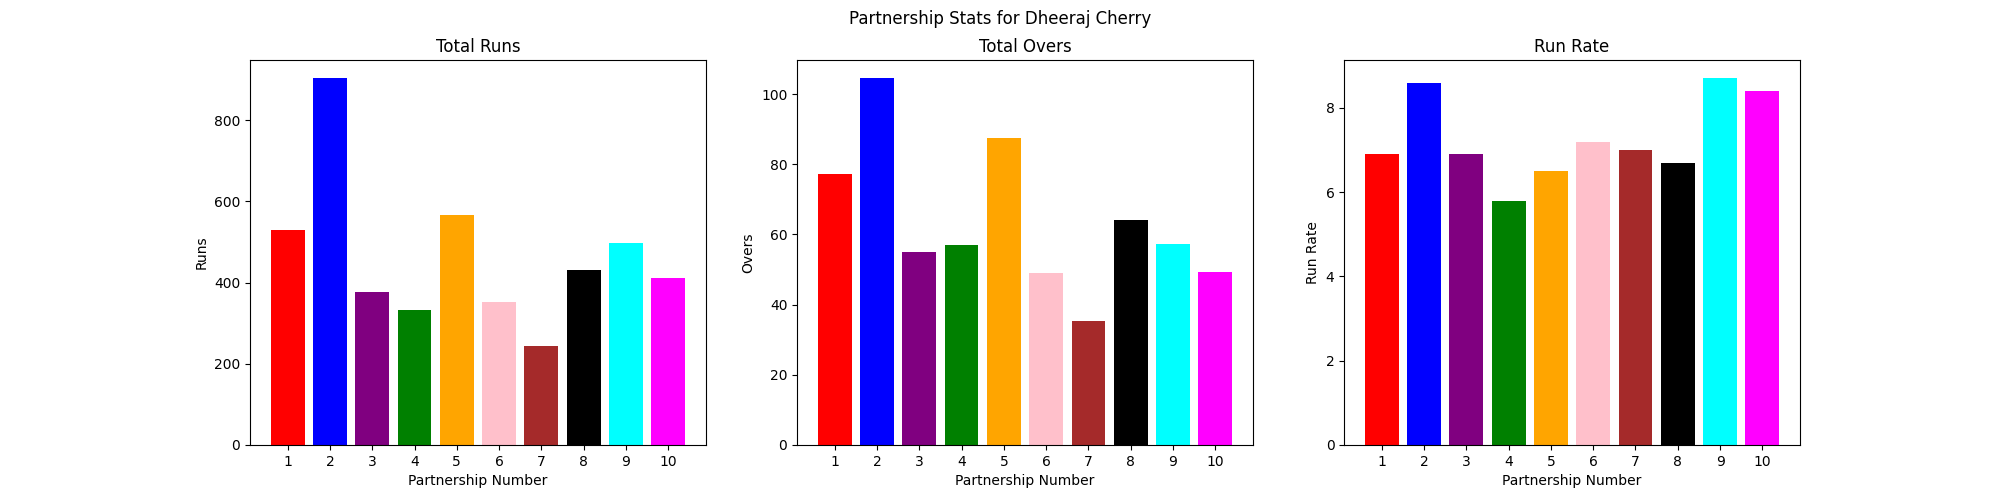 Partnership Stats for Dheeraj Cherry
Total Runs
Runs
800
600
400
200
0
1 2 3 4 5 6 7 8 9 10
Partnership Number
Total Overs
Overs
100
80
60
40
20
0
1 2 3 4 5 6 7 8 9 10
Partnership Number
Run Rate
Run Rate
8
6
4
2
0
1 2 3 4 5 6 7 8 9 10
Partnership Number